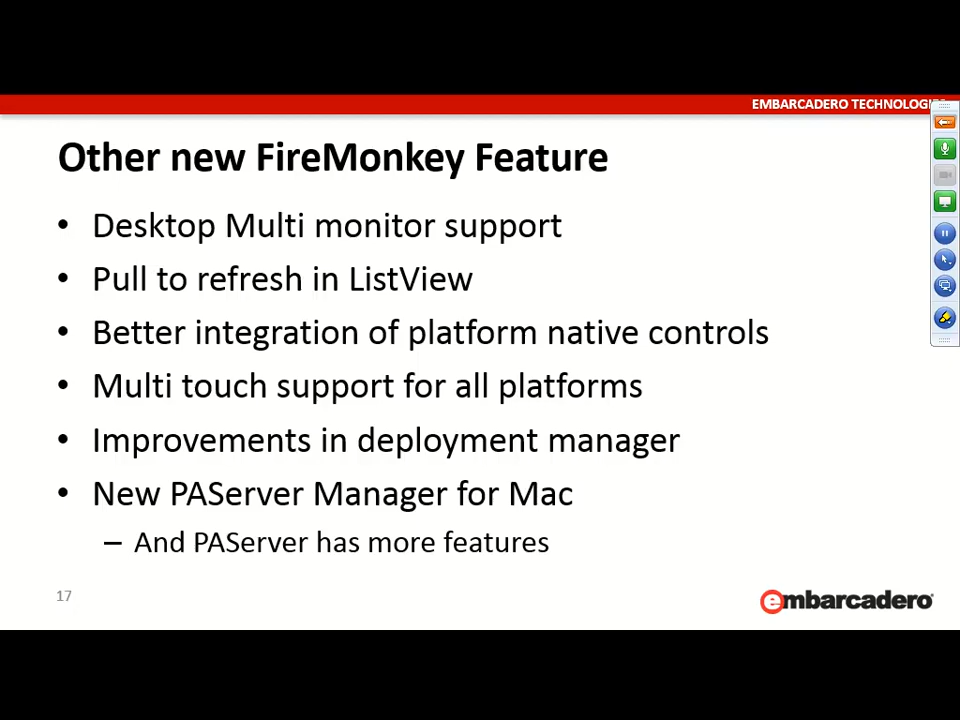 EMBARCADERO TECHNOLOGI
Other new FireMonkey Feature
• Desktop Multi monitor support
• Pull to refresh in ListView
• Better integration of platform native controls
• Multi touch support for all platforms
• Improvements in deployment manager
• New PAServer Manager for Mac
– And PAServer has more features
17
embarcadero